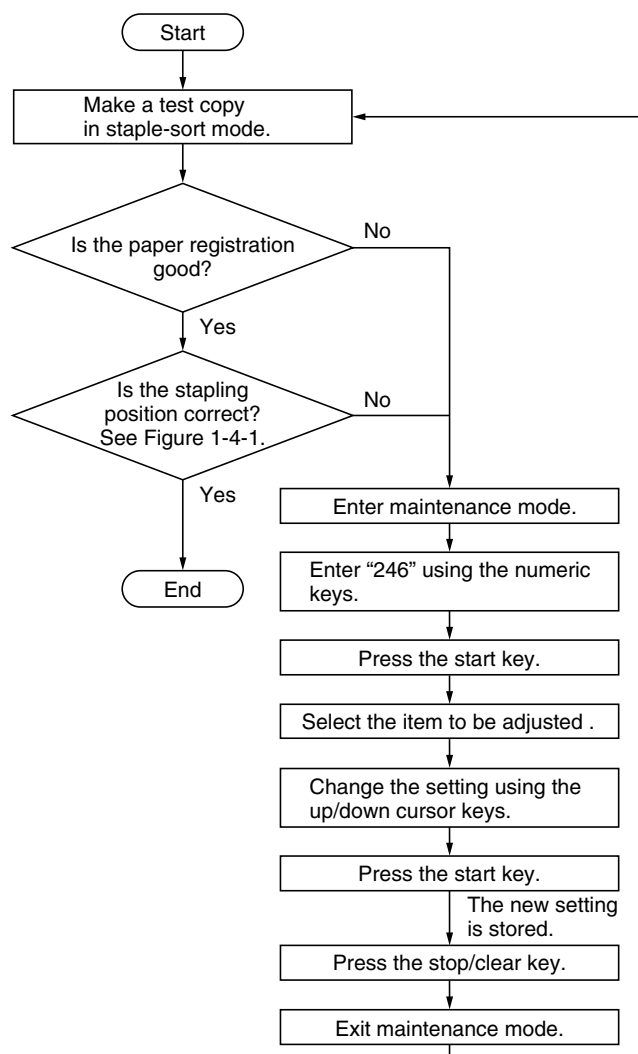 Start
Make a test copy
in staple-sort mode.
Is the paper registration
good?
No
Yes
Is the stapling
position correct?
See Figure 1-4-1.
No
Yes
End
Enter maintenance mode.
Enter “246” using the numeric
keys.
Press the start key.
Select the item to be adjusted .
Change the setting using the
up/down cursor keys.
Press the start key.
The new setting
is stored.
Press the stop/clear key.
Exit maintenance mode.